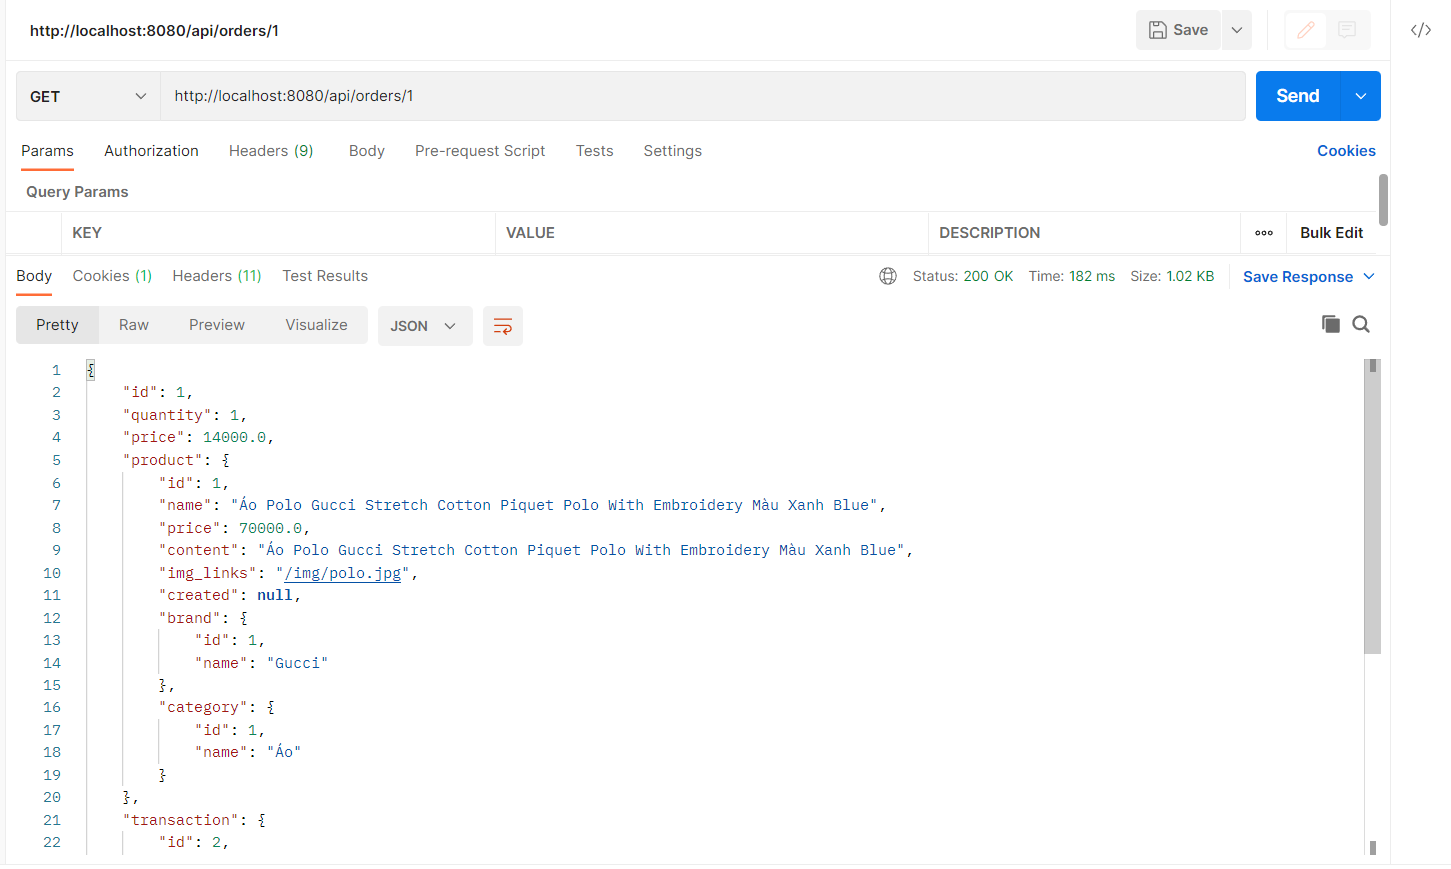 http://localhost:8080/api/orders/1
Save
GET http://localhost:8080/api/orders/1 Send
Params Authorization Headers (9) Body Pre-request Script Tests Settings Cookies
Query Params
KEY VALUE DESCRIPTION Bulk Edit
Body Cookies (1) Headers (11) Test Results Status: 200 OK Time: 182 ms Size: 1.02 KB Save Response
Pretty Raw Preview Visualize JSON
1 {
2 "id": 1,
3 "quantity": 1,
4 "price": 14000.0,
5 "product": {
6 "id": 1,
7 "name": "Áo Polo Gucci Stretch Cotton Piquet Polo With Embroidery Màu Xanh Blue",
8 "price": 70000.0,
9 "content": "Áo Polo Gucci Stretch Cotton Piquet Polo With Embroidery Màu Xanh Blue",
10 "img_links": "/img/polo.jpg",
11 "created": null,
12 "brand": {
13 "id": 1,
14 "name": "Gucci"
15 },
16 "category": {
17 "id": 1,
18 "name": "Áo"
19 }
20 },
21 "transaction": {
22 "id": 2,